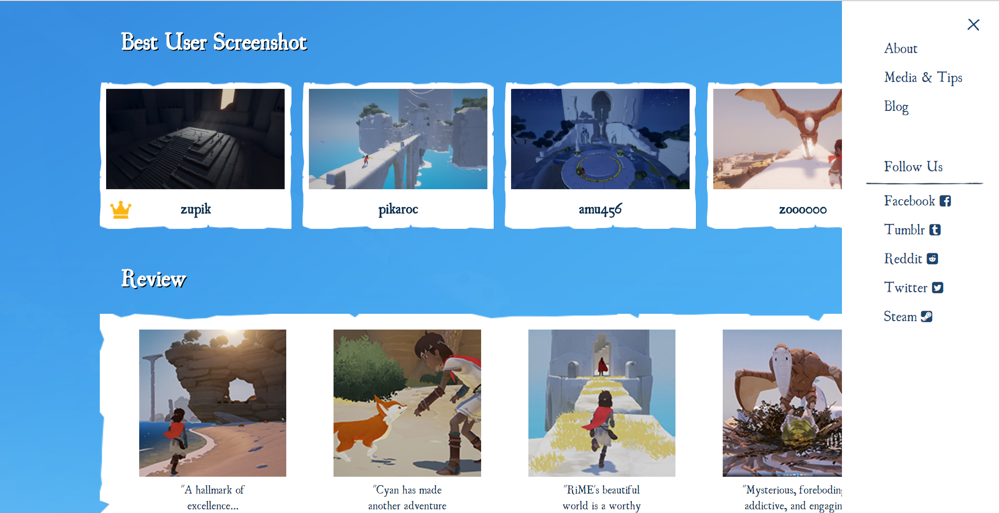 Best User Screenshot
zupik
pikaroc
amu456
zoooooo
Review
"A hallmark of
excellence...
"Cyan has made
another adventure
"RiME's beautiful
world is a worthy
"Mysterious, foreboding
addictive, and engagin
About
Media & Tips
Blog
Follow Us
Facebook
Tumblr
Reddit
Twitter
Steam